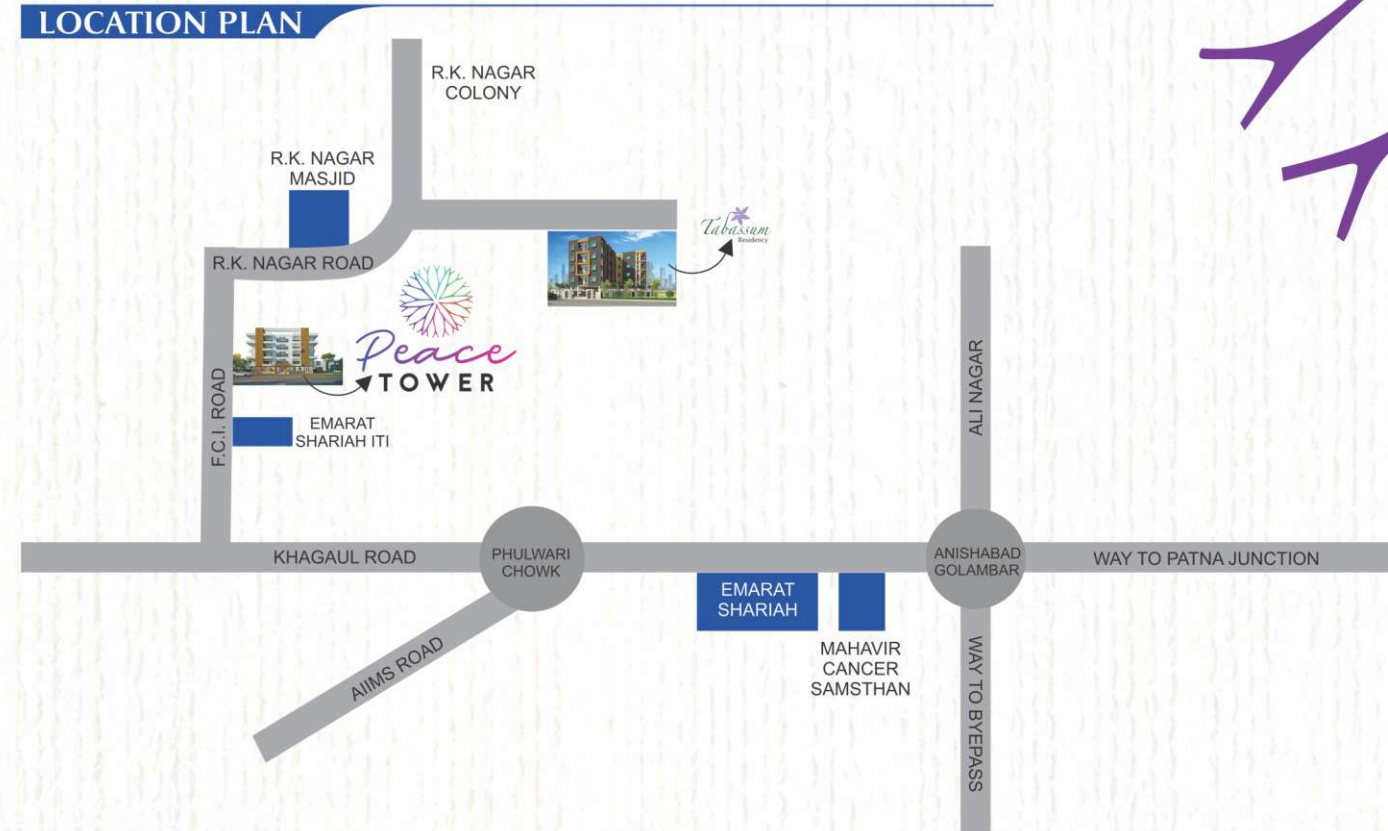 LOCATION PLAN
R.K. NAGAR
COLONY
R.K. NAGAR
MASJID
Tabassum
Residency
R.K. NAGAR ROAD
Peace
TOWER
F.C.I. ROAD
EMARAT
SHARIAH ITI
ALI NAGAR
KHAGAUL ROAD
PHULWARI
CHOWK
ANISHABAD
GOLAMBAR
WAY TO PATNA JUNCTION
EMARAT
SHARIAH
MAHAVIR
CANCER
SAMSTHAN
AIIMS ROAD
WAY TO BYEPASS